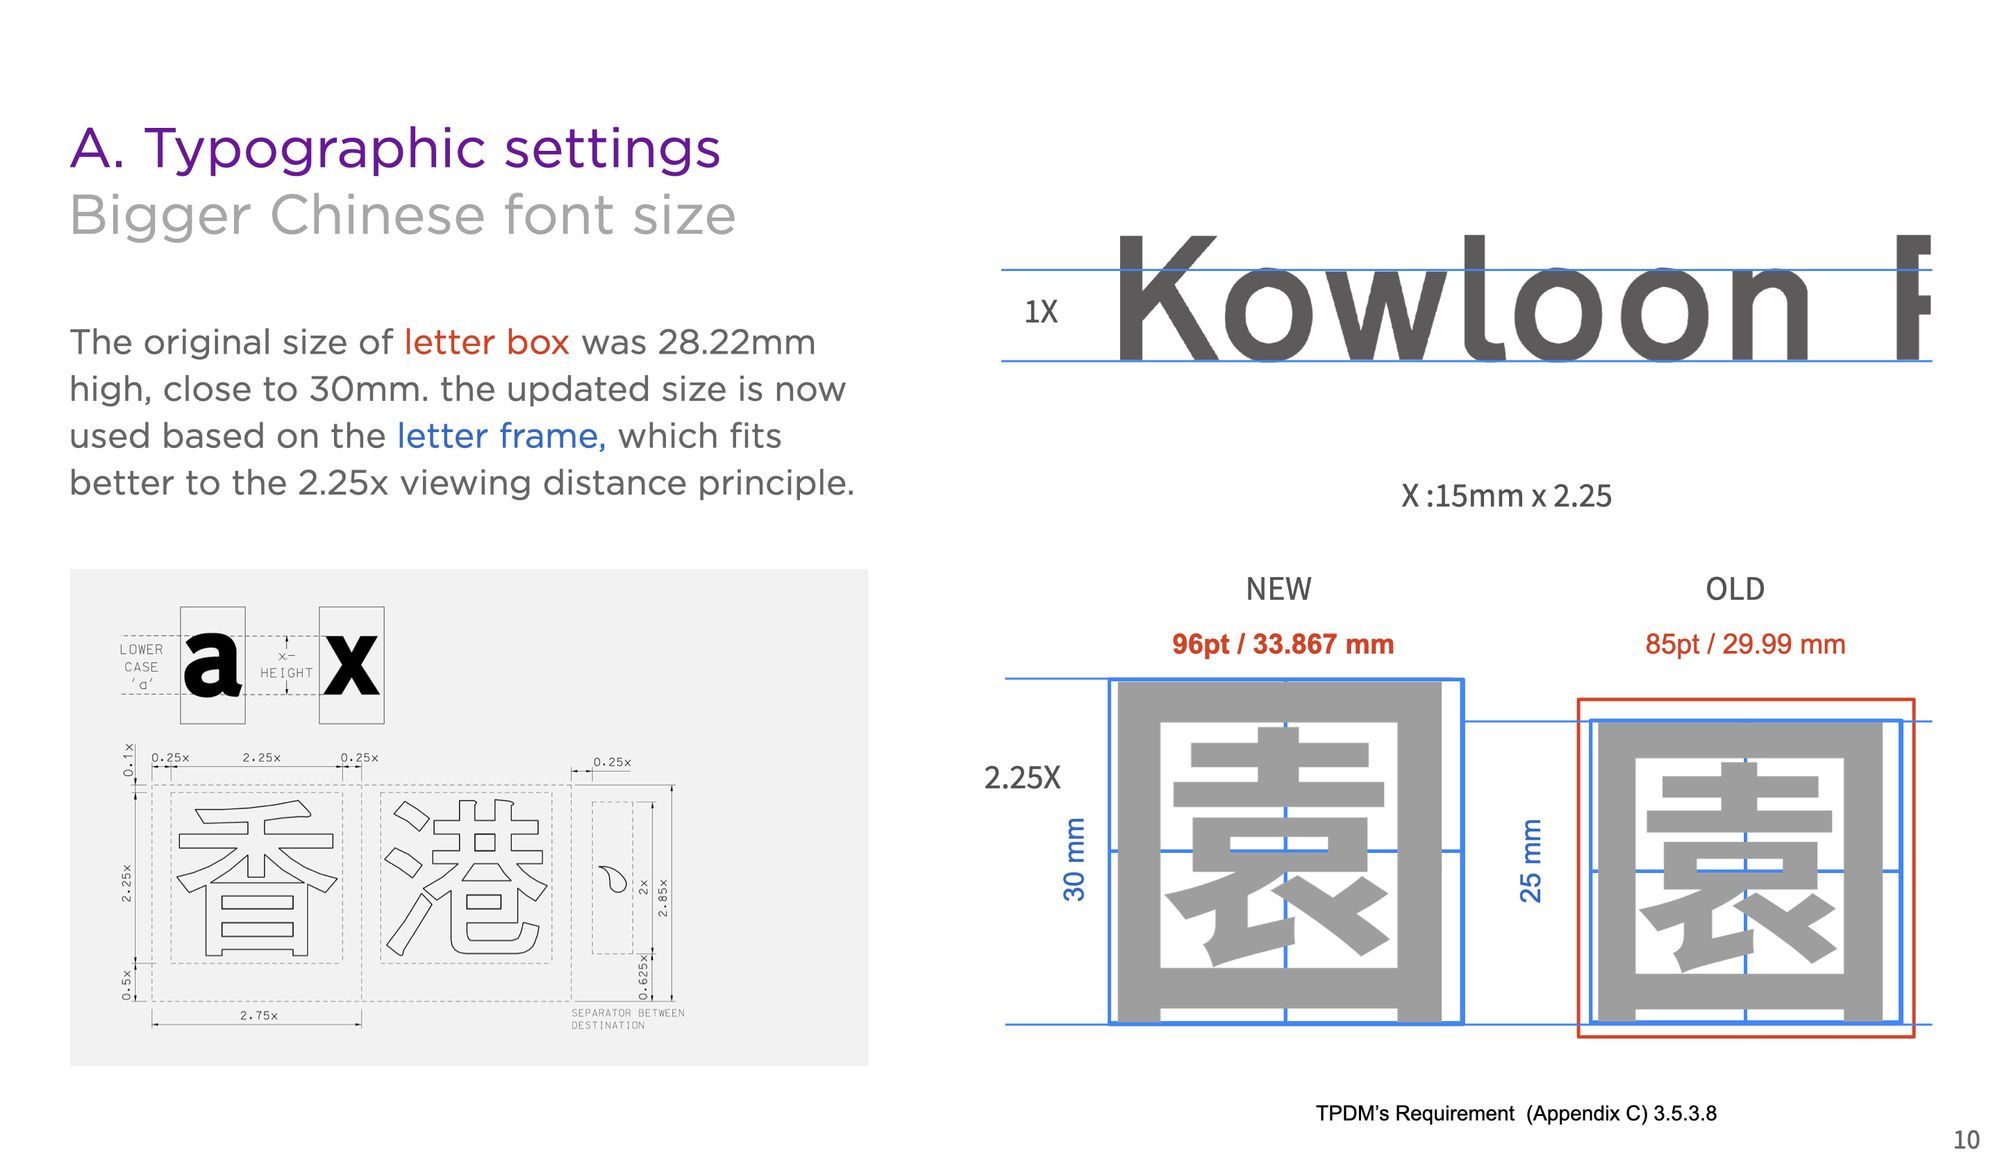 A. Typographic settings
Bigger Chinese font size
The original size of letter box was 28.22mm
high, close to 30mm. the updated size is now
used based on the letter frame, which fits
better to the 2.25x viewing distance principle.
LOWER
CASE
'a'
a
x-
HEIGHT
x
0.1x
0.25x
2.25x
0.25x
0.25x
2.25x
香港
、
2x
2.85x
0.5x
0.625x
2.75x
SEPARATOR BETWEEN
DESTINATION
1X
Kowloon P
X :15mm x 2.25
NEW
OLD
96pt / 33.867 mm
85pt / 29.99 mm
2.25X
30 mm
園
25 mm
園
TPDM’s Requirement (Appendix C) 3.5.3.8
10